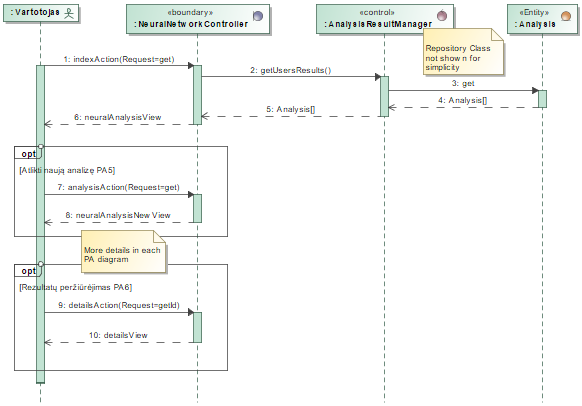 : Vartotojas
«boundary»
: NeuralNetworkController
«control»
: AnalysisResultManager
«Entity»
: Analysis
Repository Class
not shown for
simplicity
1: indexAction(Request=get)
2: getUsersResults()
3: get
4: Analysis[]
5: Analysis[]
6: neuralAnalysisView
opt
[Atlikti naują analizę PA5]
7: analysisAction(Request=get)
8: neuralAnalysisNewView
More details in each
PA diagram
opt
[Rezultatų peržiūrėjimas PA6]
9: detailsAction(Request=getId)
10: detailsView